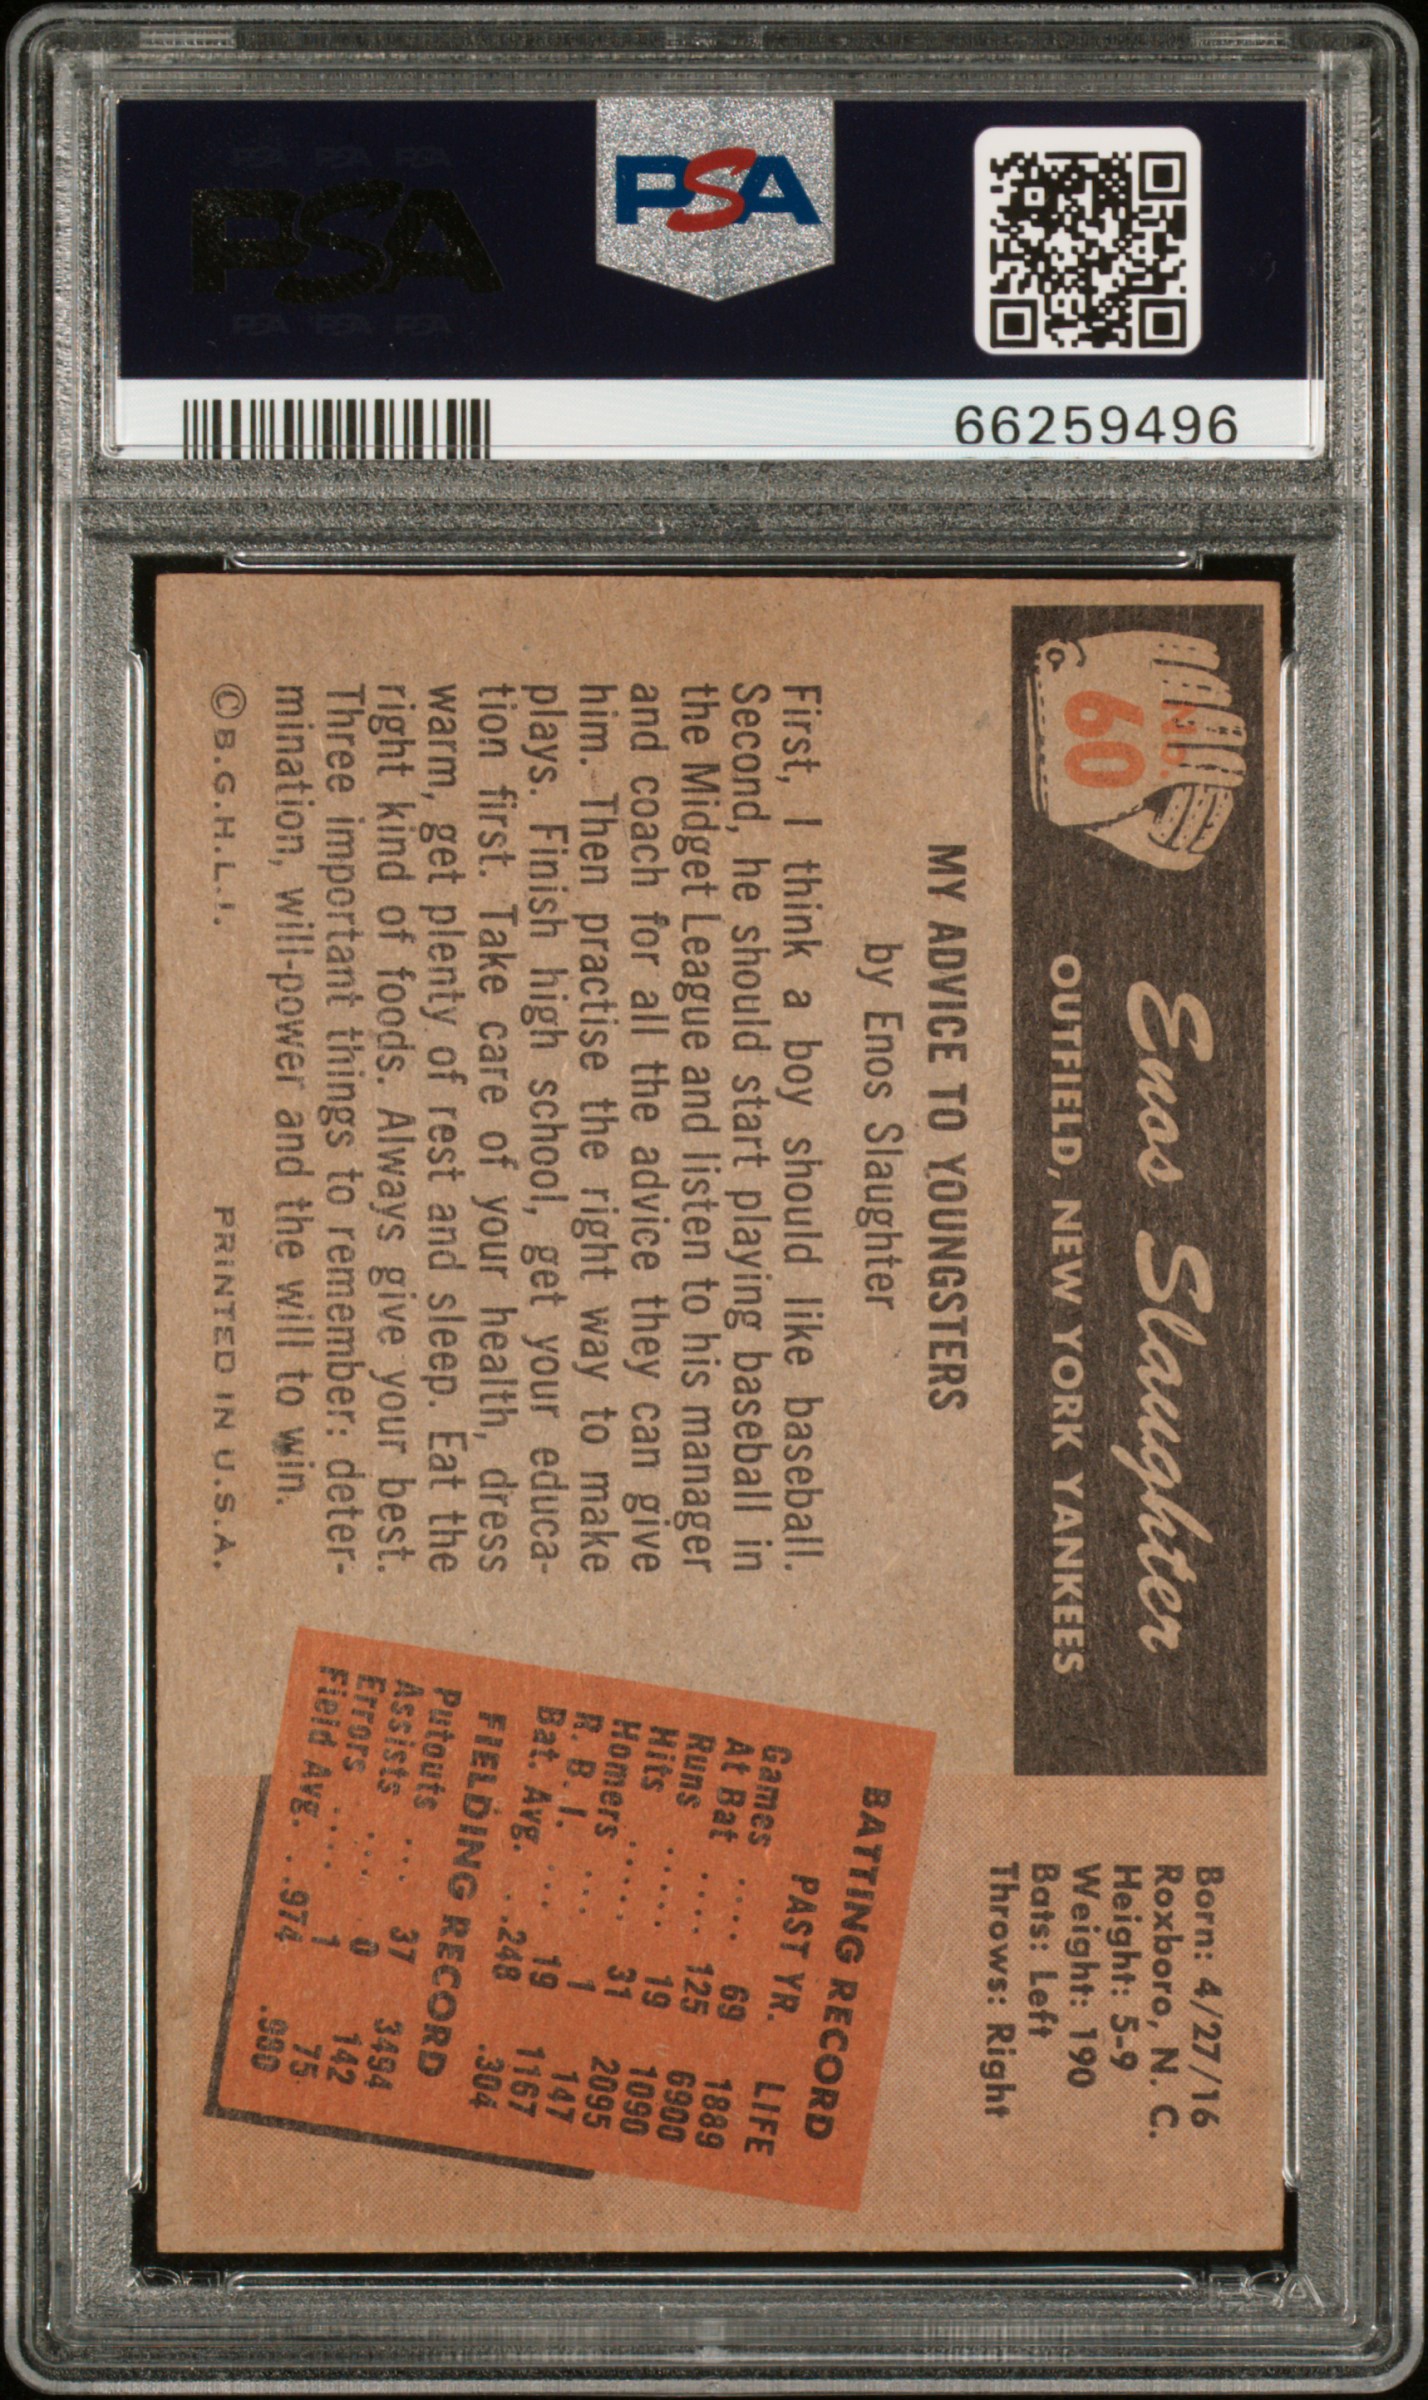 PSA PSA PSA
PSA
PSA PSA PSA
PSA
66259496
No.
60
Enos Slaughter
OUTFIELD, NEW YORK YANKEES
Born: 4/27/16
Roxboro, N. C.
Height: 5-9
Weight: 190
Bats: Left
Throws: Right
MY ADVICE TO YOUNGSTERS
by Enos Slaughter
First, I think a boy should like baseball.
Second, he should start playing baseball in
the Midget League and listen to his manager
and coach for all the advice they can give
him. Then practise the right way to make
plays. Finish high school, get your educa-
tion first. Take care of your health, dress
warm, get plenty of rest and sleep. Eat the
right kind of foods. Always give your best.
Three important things to remember: deter-
mination, will-power and the will to win.
© B.G.H.L.I. PRINTED IN U.S.A.
BATTING RECORD
PAST YR. LIFE
Games .... 69 1889
At Bat .... 125 6900
Runs ..... 19 1090
Hits ..... 31 2095
Homers ... 1 147
R. B. I. ... 19 1167
Bat. Avg. . .248 .304
FIELDING RECORD
Putouts ... 37 3494
Assists ... 0 142
Errors .... 1 75
Field Avg. . .974 .980
PSA